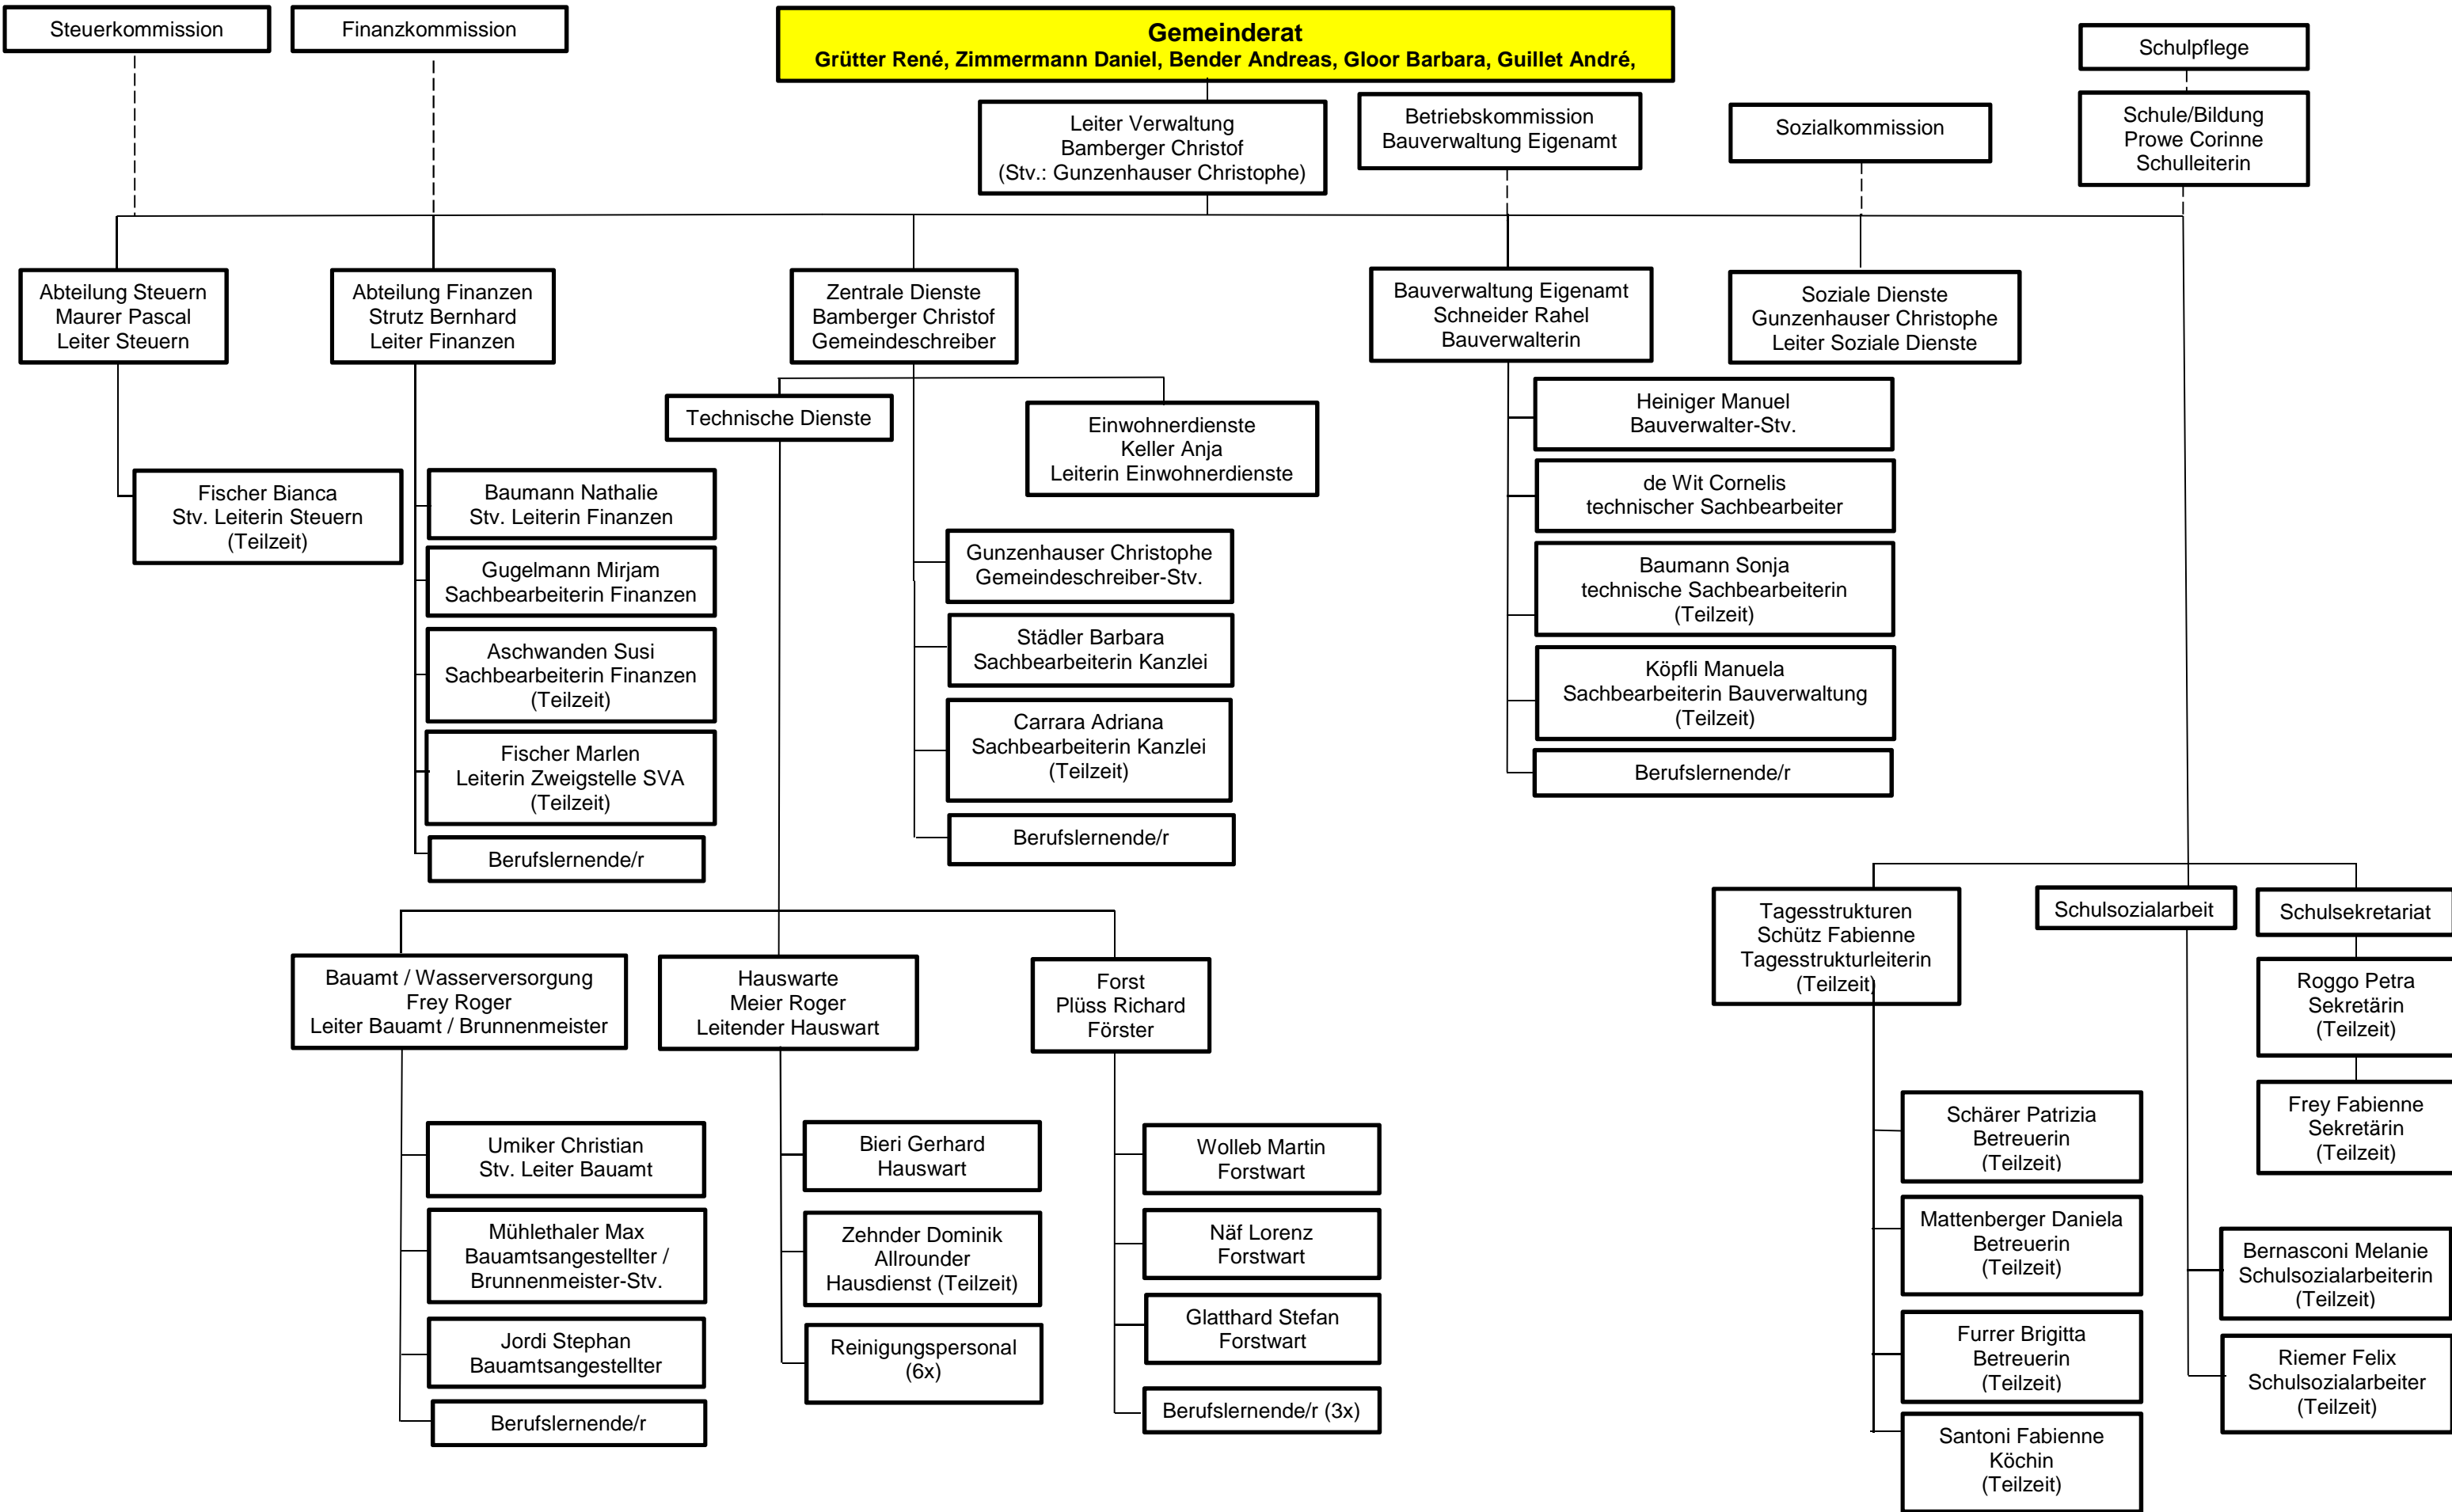 Steuerkommission
Finanzkommission
Gemeinderat
Grütter René, Zimmermann Daniel, Bender Andreas, Gloor Barbara, Guillet André,
Schulpflege
Leiter Verwaltung
Bamberger Christof
(Stv.: Gunzenhauser Christophe)
Betriebskommission
Bauverwaltung Eigenamt
Sozialkommission
Schule/Bildung
Prowe Corinne
Schulleiterin
Abteilung Steuern
Maurer Pascal
Leiter Steuern
Abteilung Finanzen
Strutz Bernhard
Leiter Finanzen
Zentrale Dienste
Bamberger Christof
Gemeindeschreiber
Bauverwaltung Eigenamt
Schneider Rahel
Bauverwalterin
Soziale Dienste
Gunzenhauser Christophe
Leiter Soziale Dienste
Technische Dienste
Einwohnerdienste
Keller Anja
Leiterin Einwohnerdienste
Fischer Bianca
Stv. Leiterin Steuern
(Teilzeit)
Baumann Nathalie
Stv. Leiterin Finanzen
Gugelmann Mirjam
Sachbearbeiterin Finanzen
Aschwanden Susi
Sachbearbeiterin Finanzen
(Teilzeit)
Fischer Marlen
Leiterin Zweigstelle SVA
(Teilzeit)
Berufslernende/r
Gunzenhauser Christophe
Gemeindeschreiber-Stv.
Städler Barbara
Sachbearbeiterin Kanzlei
Carrara Adriana
Sachbearbeiterin Kanzlei
(Teilzeit)
Berufslernende/r
Heiniger Manuel
Bauverwalter-Stv.
de Wit Cornelis
technischer Sachbearbeiter
Baumann Sonja
technische Sachbearbeiterin
(Teilzeit)
Köpfli Manuela
Sachbearbeiterin Bauverwaltung
(Teilzeit)
Berufslernende/r
Bauamt / Wasserversorgung
Frey Roger
Leiter Bauamt / Brunnenmeister
Hauswarte
Meier Roger
Leitender Hauswart
Forst
Plüss Richard
Förster
Tagesstrukturen
Schütz Fabienne
Tagesstrukturleiterin
(Teilzeit)
Schulsozialarbeit
Schulsekretariat
Roggo Petra
Sekretärin
(Teilzeit)
Frey Fabienne
Sekretärin
(Teilzeit)
Umiker Christian
Stv. Leiter Bauamt
Mühlethaler Max
Bauamtsangestellter /
Brunnenmeister-Stv.
Jordi Stephan
Bauamtsangestellter
Berufslernende/r
Bieri Gerhard
Hauswart
Zehnder Dominik
Allrounder
Hausdienst (Teilzeit)
Reinigungspersonal
(6x)
Wolleb Martin
Forstwart
Näf Lorenz
Forstwart
Glatthard Stefan
Forstwart
Berufslernende/r (3x)
Schärer Patrizia
Betreuerin
(Teilzeit)
Mattenberger Daniela
Betreuerin
(Teilzeit)
Furrer Brigitta
Betreuerin
(Teilzeit)
Santoni Fabienne
Köchin
(Teilzeit)
Bernasconi Melanie
Schulsozialarbeiterin
(Teilzeit)
Riemer Felix
Schulsozialarbeiter
(Teilzeit)